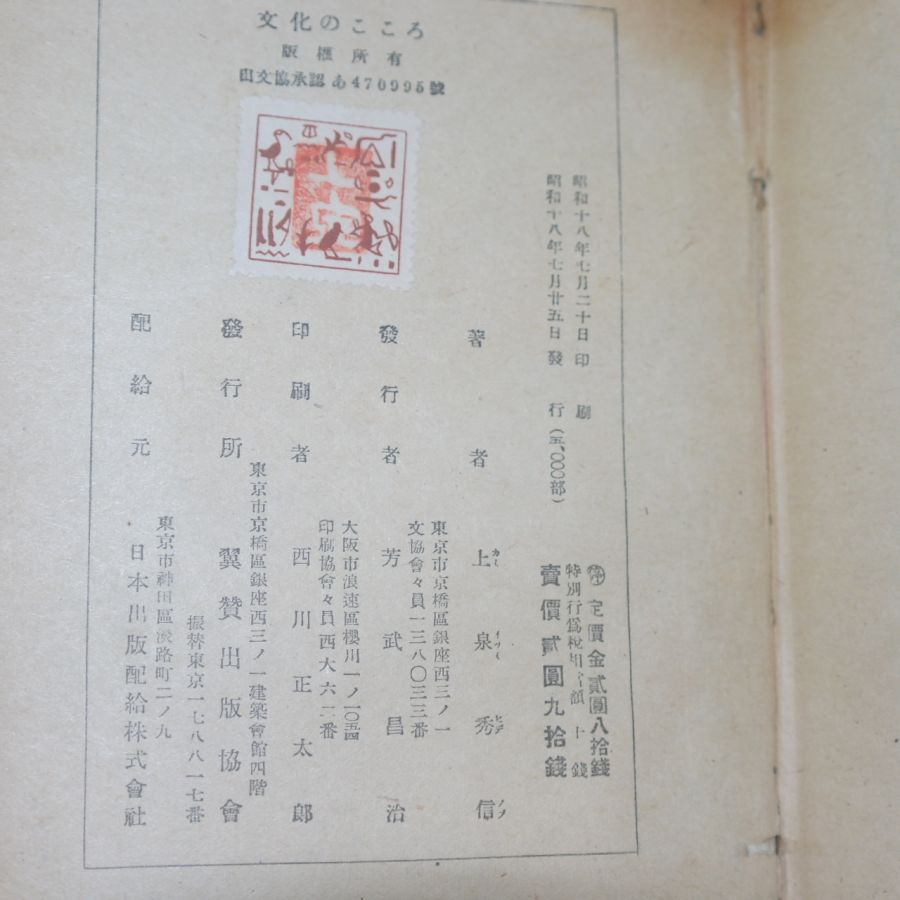 文化のこころ
版權所有
出文協承認 あ470995號
昭和十八年七月二十日 印刷
昭和十八年七月廿五日 發行(五、〇〇〇部)
㊞ 定價金貳圓八拾錢
特別行爲税相當額 十錢
賣價貳圓九拾錢
著者 上泉秀信
東京市京橋區銀座西三ノ一
文協會々員一三八〇三三番
發行者 芳武昌治
大阪市浪速區櫻川一ノ一〇五四
印刷協會々員西大六二番
印刷者 西川正太郎
東京市京橋區銀座西三ノ一建築會館四階
發行所 翼贊出版協會
振替東京一七八八一七番
東京市神田區淡路町二ノ九
配給元 日本出版配給株式會社